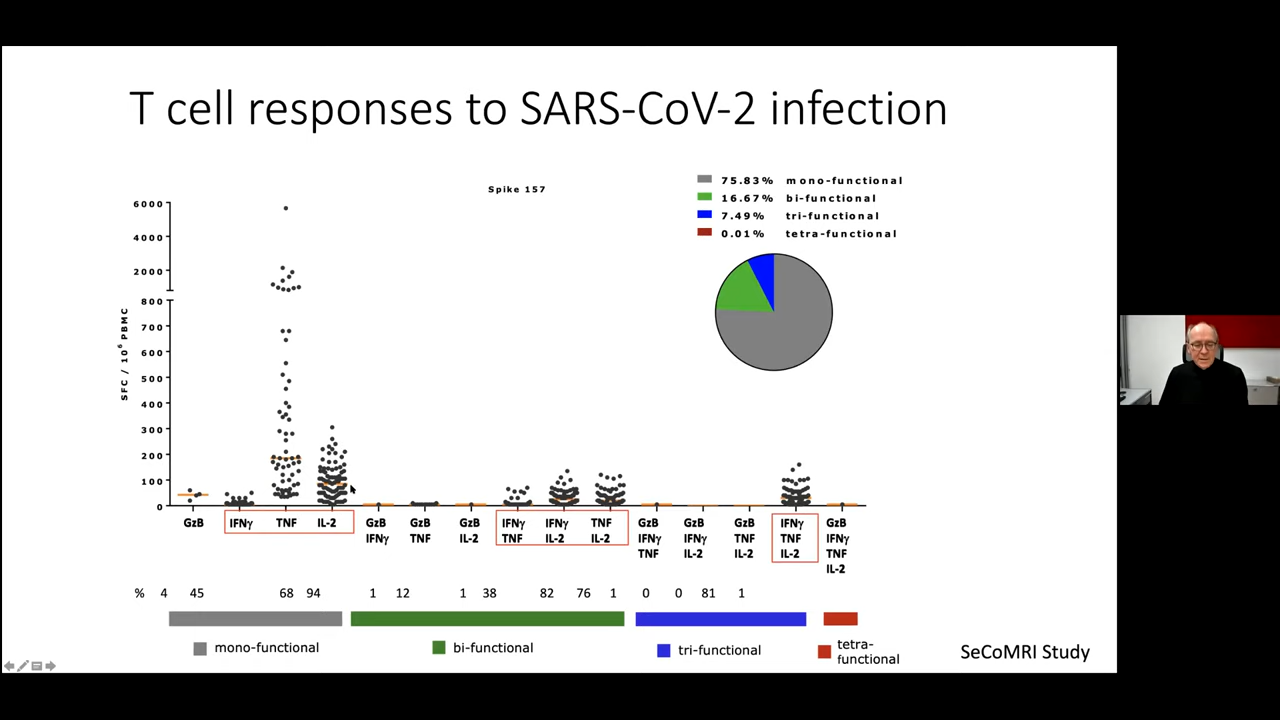 T cell responses to SARS-CoV-2 infection
Spike 157
75.83% mono-functional
16.67% bi-functional
7.49% tri-functional
0.01% tetra-functional
SFC / 10⁶ PBMC
6000
4000
2000
800
700
600
500
400
300
200
100
0
GzB
IFNγ
TNF
IL-2
GzB
IFNγ
GzB
TNF
GzB
IL-2
IFNγ
TNF
IFNγ
IL-2
TNF
IL-2
GzB
IFNγ
TNF
GzB
IFNγ
IL-2
GzB
TNF
IL-2
IFNγ
TNF
IL-2
GzB
IFNγ
TNF
IL-2
% 4 45 68 94 1 12 1 38 82 76 1 0 0 81 1
mono-functional
bi-functional
tri-functional
tetra-
functional
SeCoMRI Study